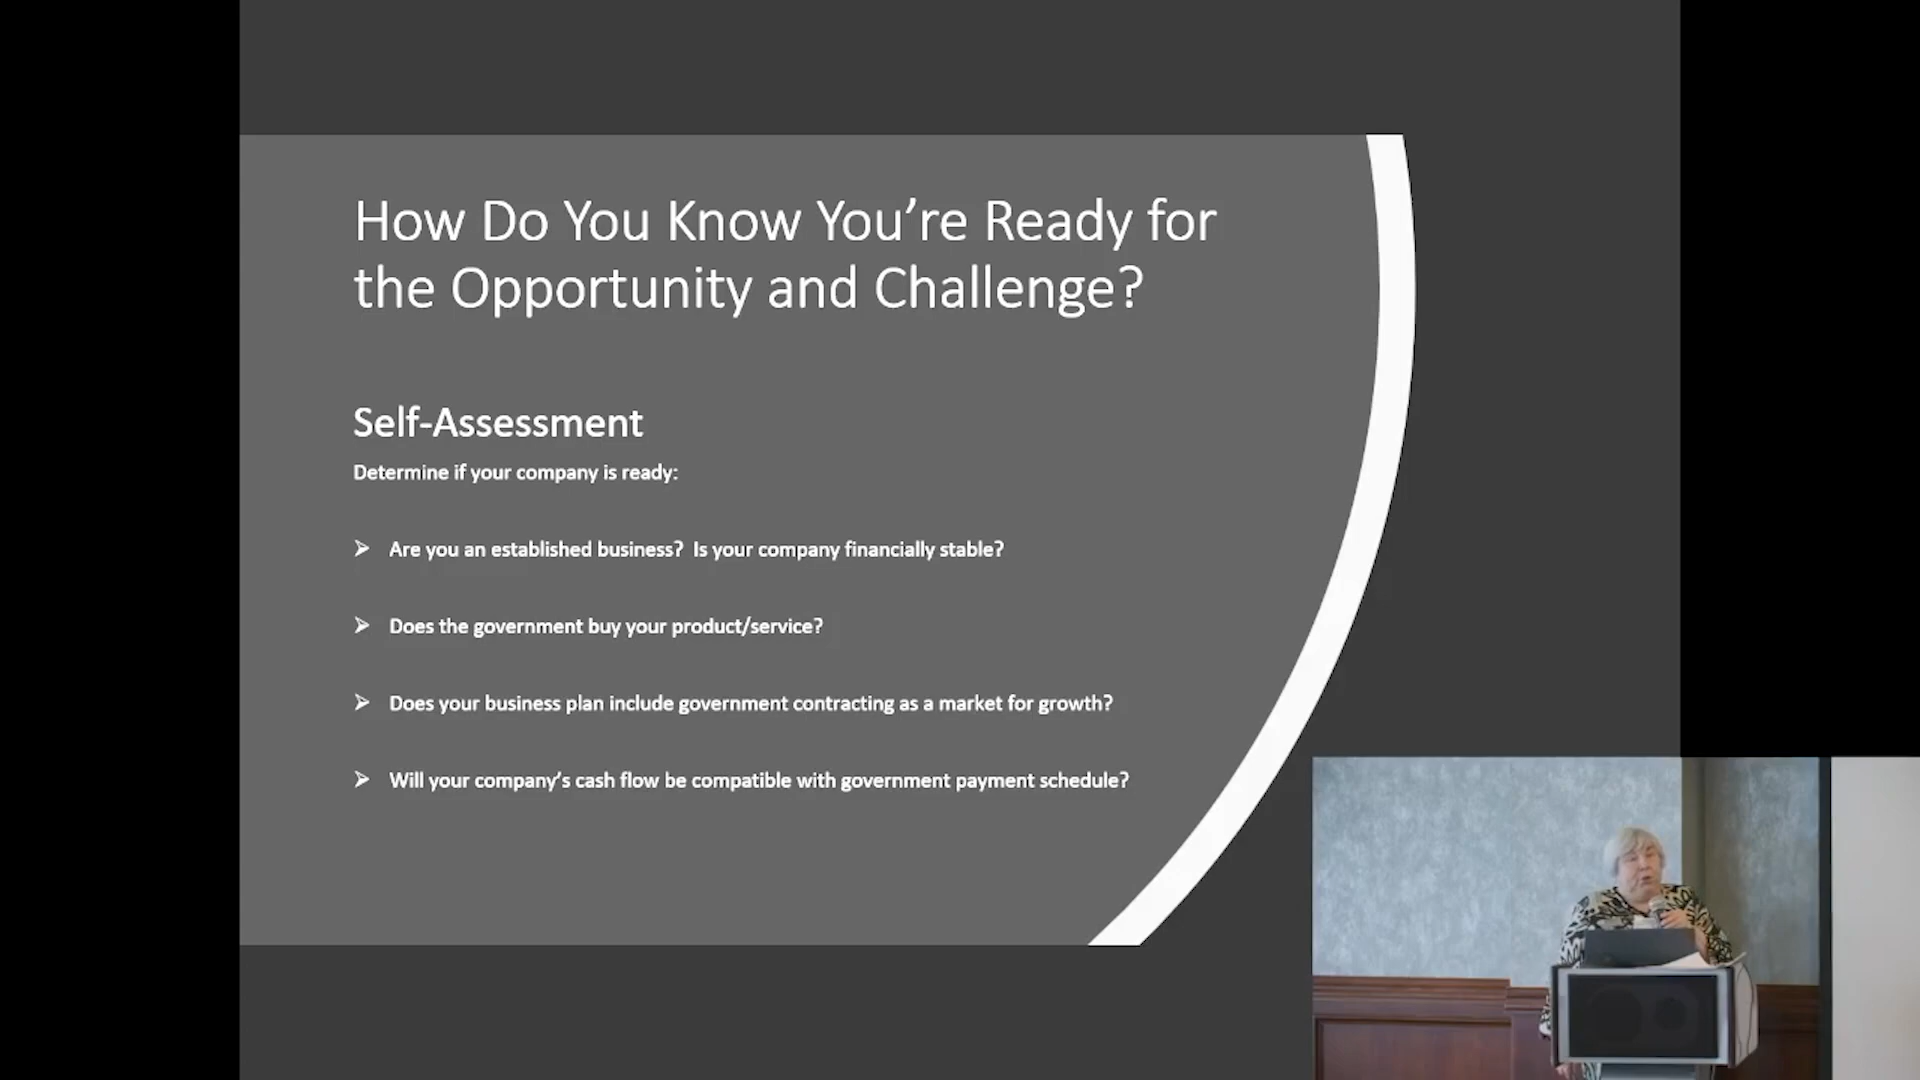 How Do You Know You’re Ready for
the Opportunity and Challenge?
Self-Assessment
Determine if your company is ready:
➢ Are you an established business?  Is your company financially stable?
➢ Does the government buy your product/service?
➢ Does your business plan include government contracting as a market for growth?
➢ Will your company’s cash flow be compatible with government payment schedule?